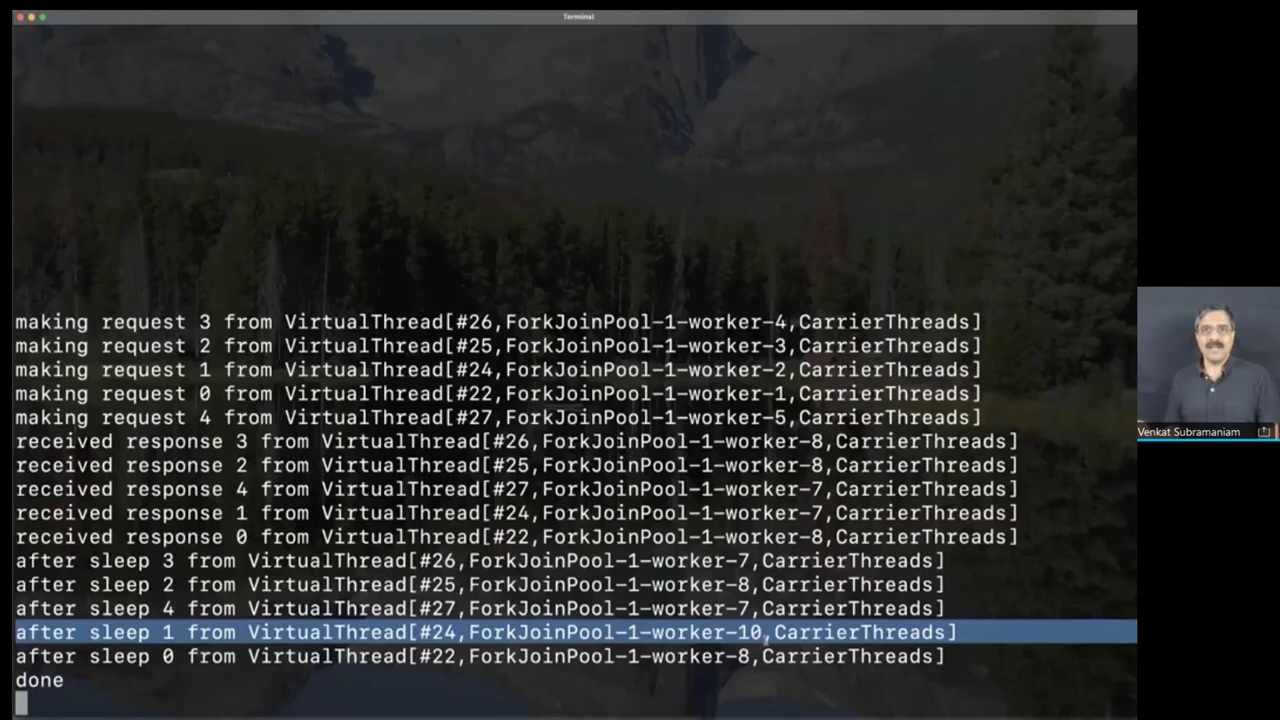 Terminal
making request 3 from VirtualThread[#26,ForkJoinPool-1-worker-4,CarrierThreads]
making request 2 from VirtualThread[#25,ForkJoinPool-1-worker-3,CarrierThreads]
making request 1 from VirtualThread[#24,ForkJoinPool-1-worker-2,CarrierThreads]
making request 0 from VirtualThread[#22,ForkJoinPool-1-worker-1,CarrierThreads]
making request 4 from VirtualThread[#27,ForkJoinPool-1-worker-5,CarrierThreads]
received response 3 from VirtualThread[#26,ForkJoinPool-1-worker-8,CarrierThreads]
received response 2 from VirtualThread[#25,ForkJoinPool-1-worker-8,CarrierThreads]
received response 4 from VirtualThread[#27,ForkJoinPool-1-worker-7,CarrierThreads]
received response 1 from VirtualThread[#24,ForkJoinPool-1-worker-7,CarrierThreads]
received response 0 from VirtualThread[#22,ForkJoinPool-1-worker-8,CarrierThreads]
after sleep 3 from VirtualThread[#26,ForkJoinPool-1-worker-7,CarrierThreads]
after sleep 2 from VirtualThread[#25,ForkJoinPool-1-worker-8,CarrierThreads]
after sleep 4 from VirtualThread[#27,ForkJoinPool-1-worker-7,CarrierThreads]
after sleep 1 from VirtualThread[#24,ForkJoinPool-1-worker-10,CarrierThreads]
after sleep 0 from VirtualThread[#22,ForkJoinPool-1-worker-8,CarrierThreads]
done
Venkat Subramaniam